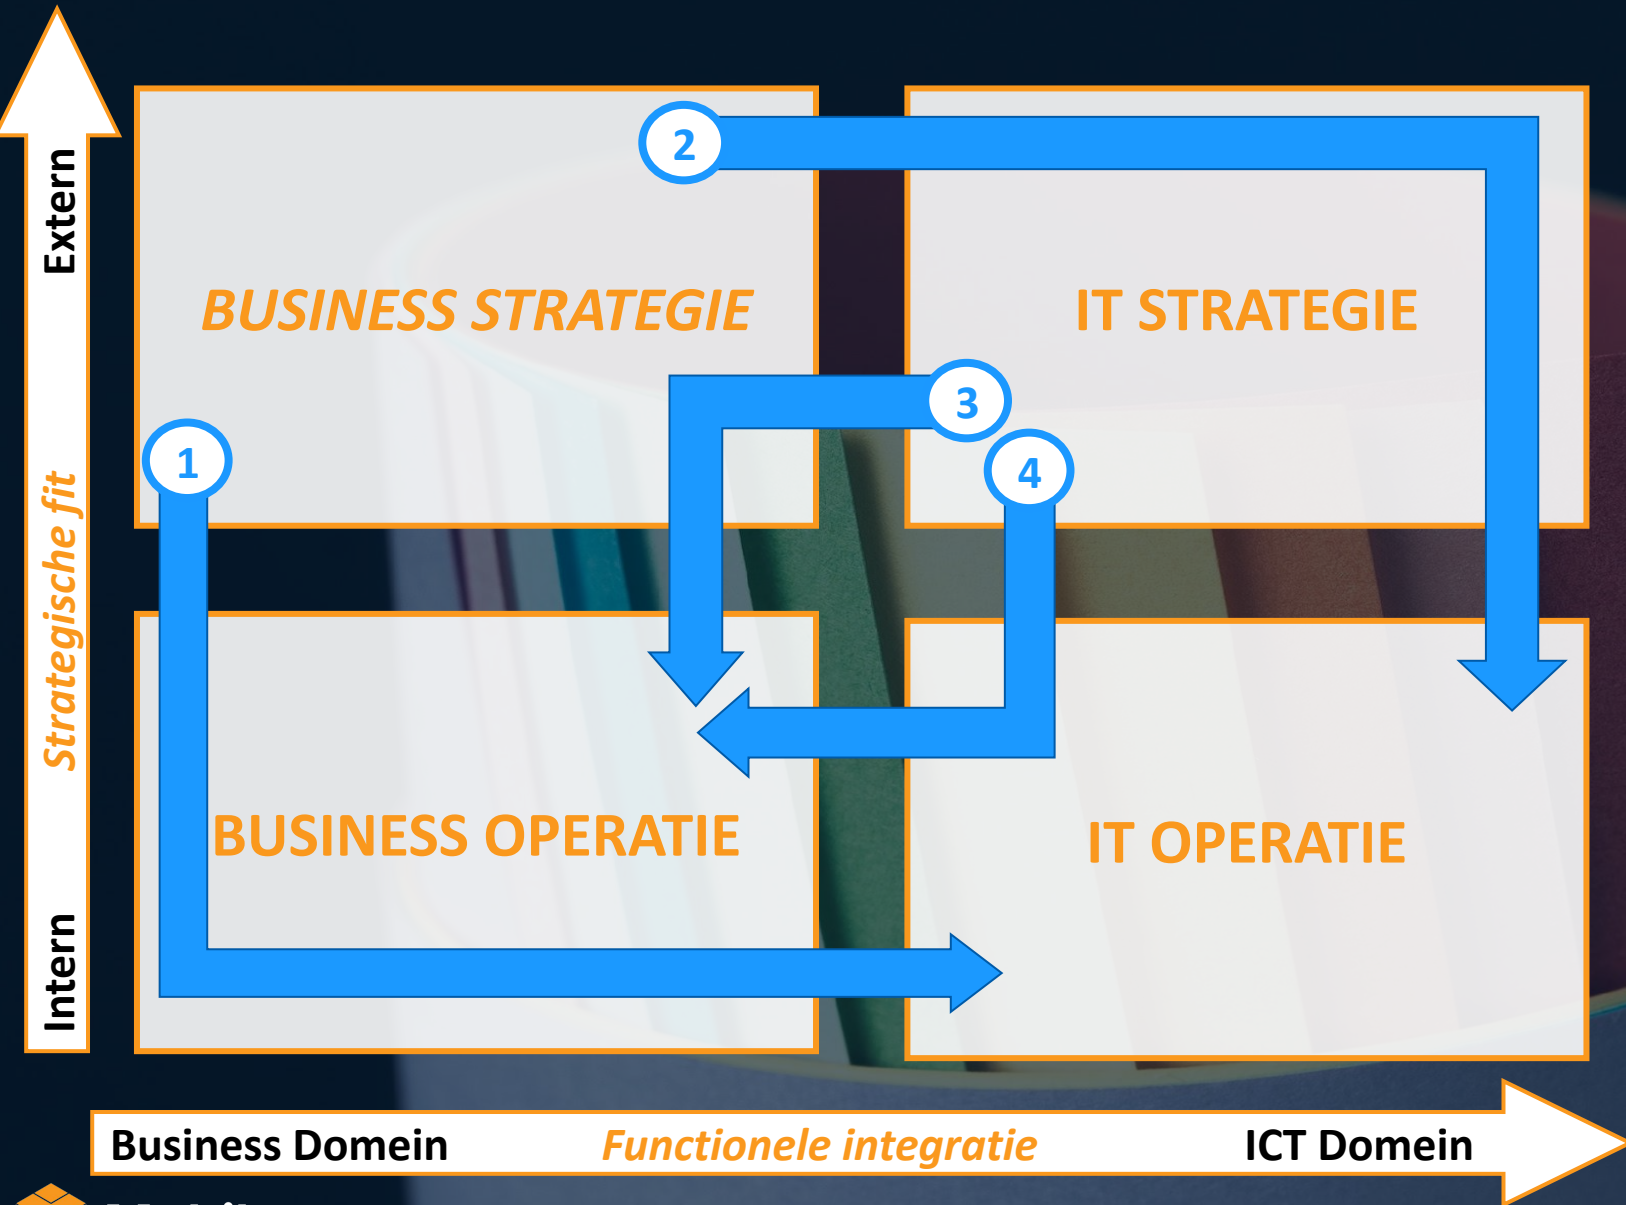 Extern
Strategische fit
Intern
2
BUSINESS STRATEGIE
IT STRATEGIE
3
1
4
BUSINESS OPERATIE
IT OPERATIE
Business Domein
Functionele integratie
ICT Domein